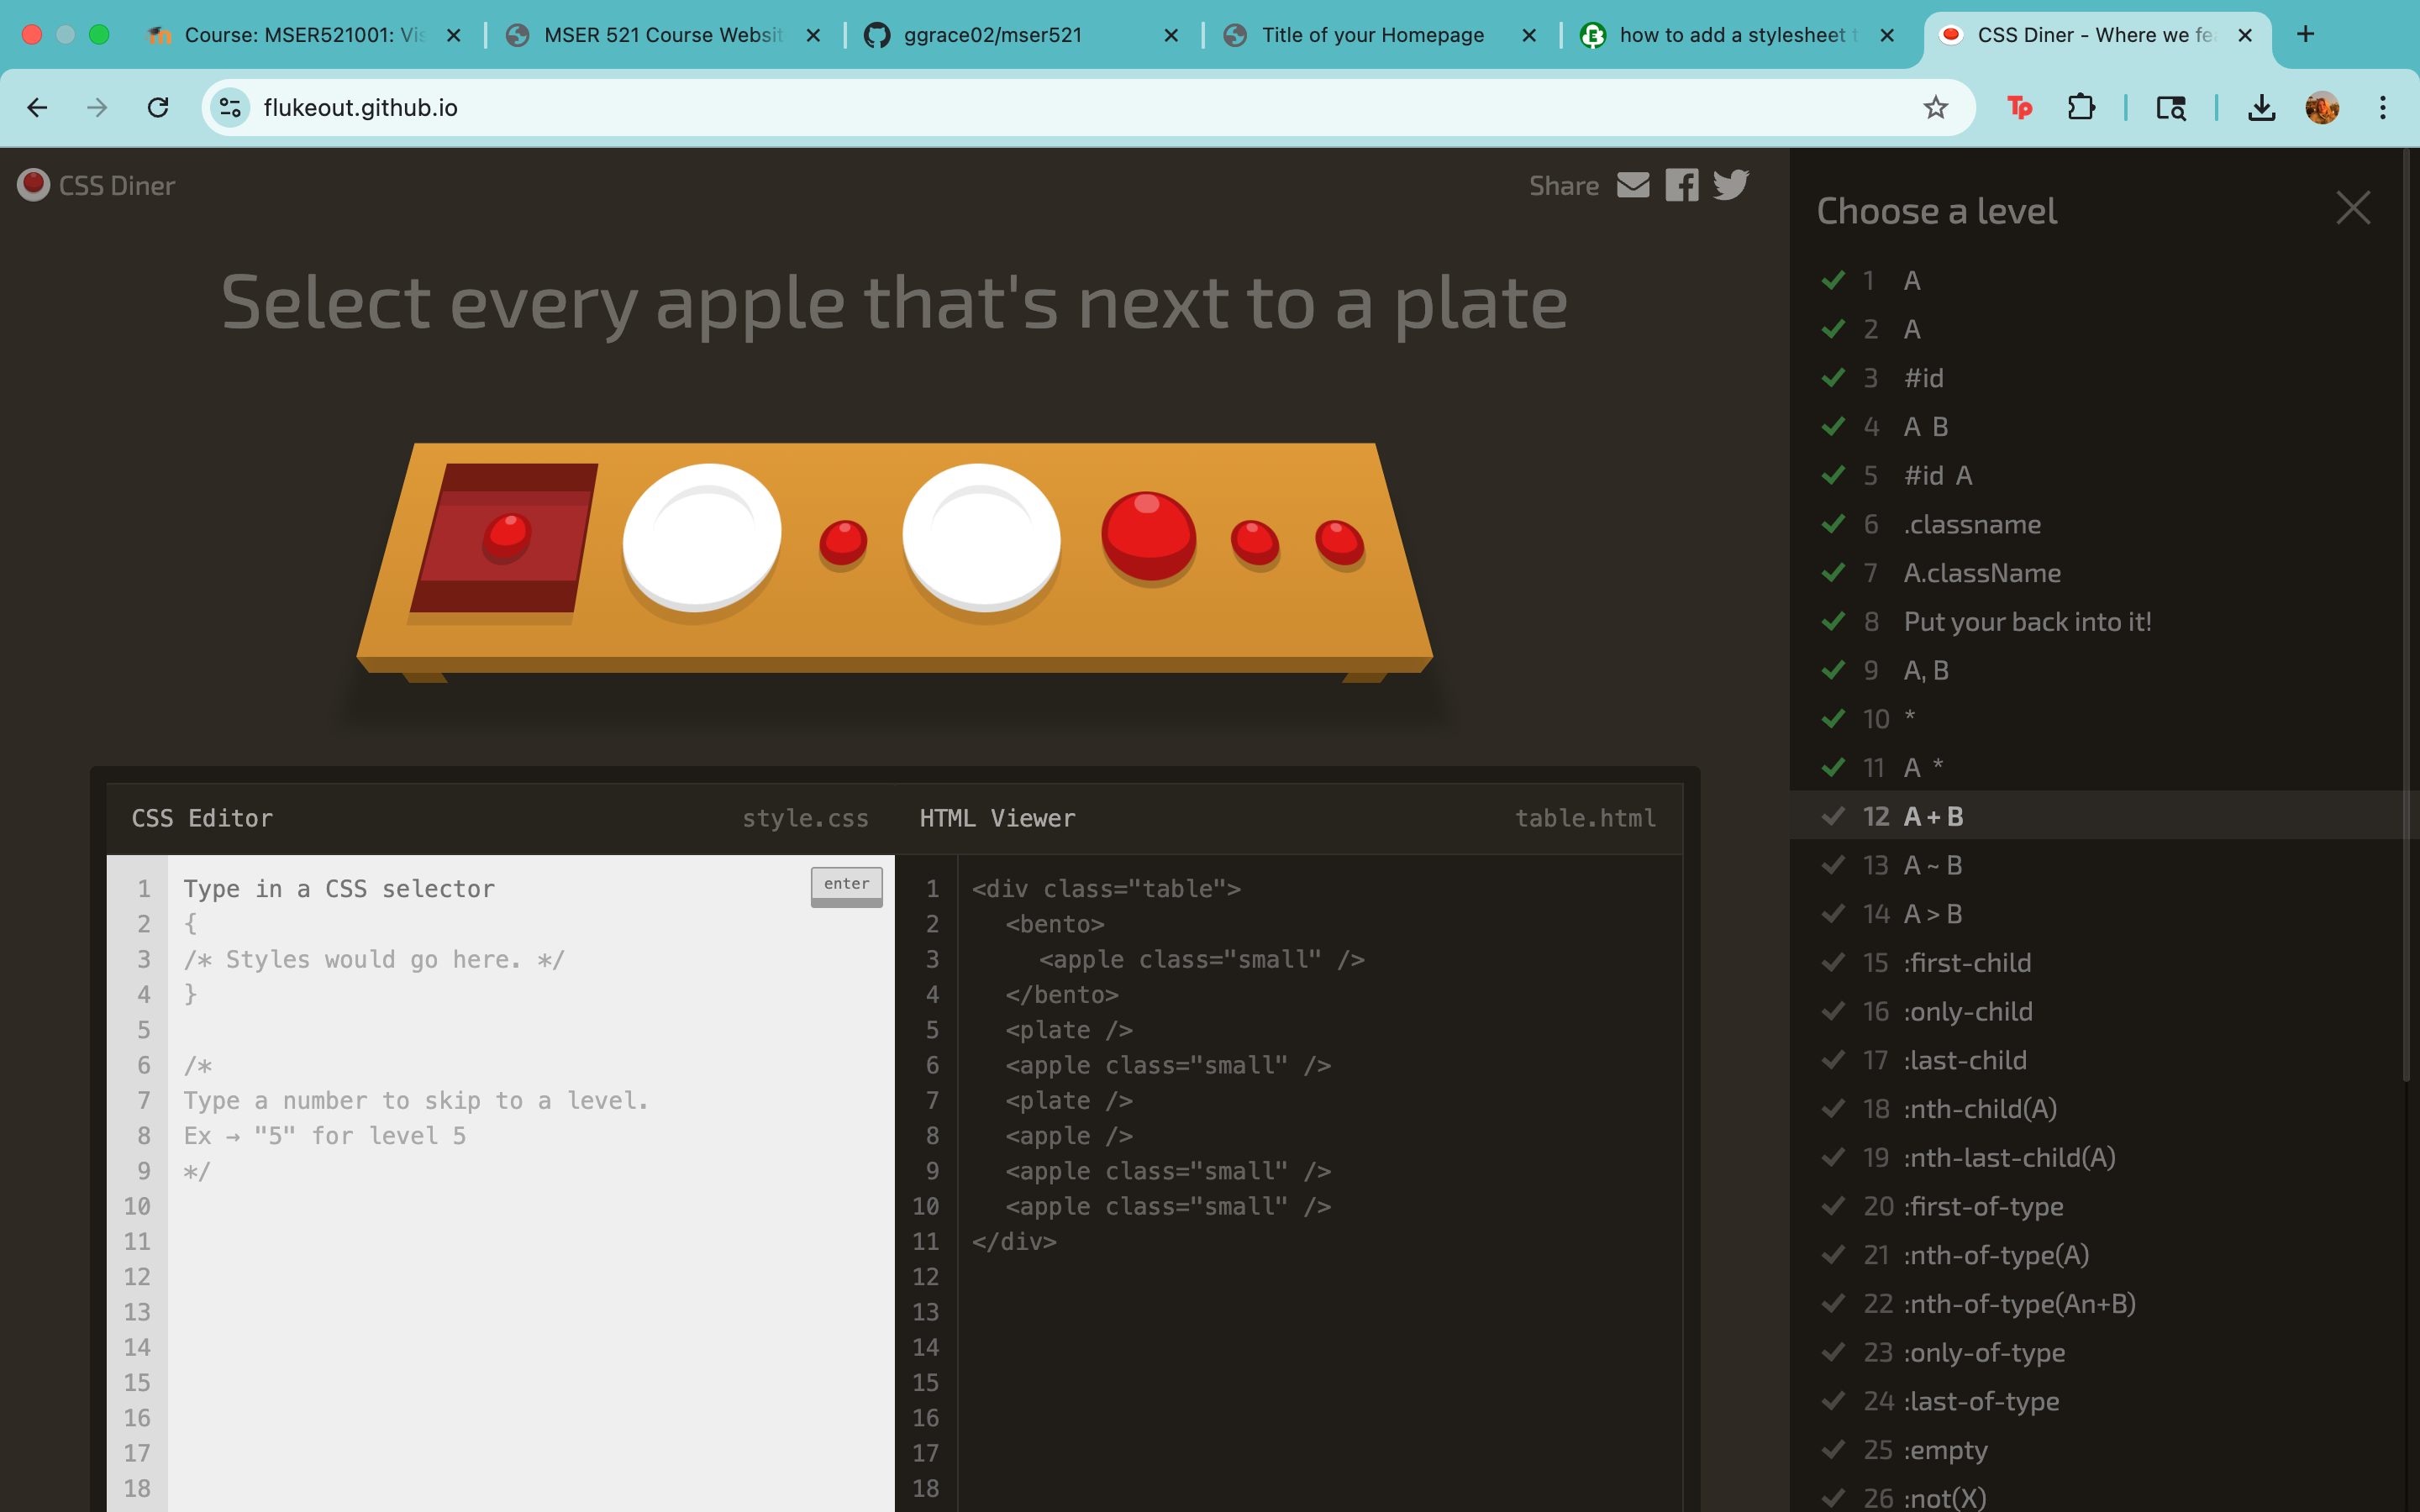 Course: MSER521001: Vis
MSER 521 Course Websit
ggrace02/mser521
Title of your Homepage
how to add a stylesheet t
CSS Diner - Where we fe
flukeout.github.io
Tp
CSS Diner
Share
Select every apple that's next to a plate
CSS Editor
style.css
1 Type in a CSS selector
enter
2 {
3 /* Styles would go here. */
4 }
5
6 /*
7 Type a number to skip to a level.
8 Ex → "5" for level 5
9 */
10
11
12
13
14
15
16
17
18
HTML Viewer
table.html
1 <div class="table">
2 <bento>
3 <apple class="small" />
4 </bento>
5 <plate />
6 <apple class="small" />
7 <plate />
8 <apple />
9 <apple class="small" />
10 <apple class="small" />
11 </div>
12
13
14
15
16
17
18
Choose a level
1 A
2 A
3 #id
4 A B
5 #id A
6 .classname
7 A.className
8 Put your back into it!
9 A, B
10 *
11 A *
12 A + B
13 A ~ B
14 A > B
15 :first-child
16 :only-child
17 :last-child
18 :nth-child(A)
19 :nth-last-child(A)
20 :first-of-type
21 :nth-of-type(A)
22 :nth-of-type(An+B)
23 :only-of-type
24 :last-of-type
25 :empty
26 :not(X)